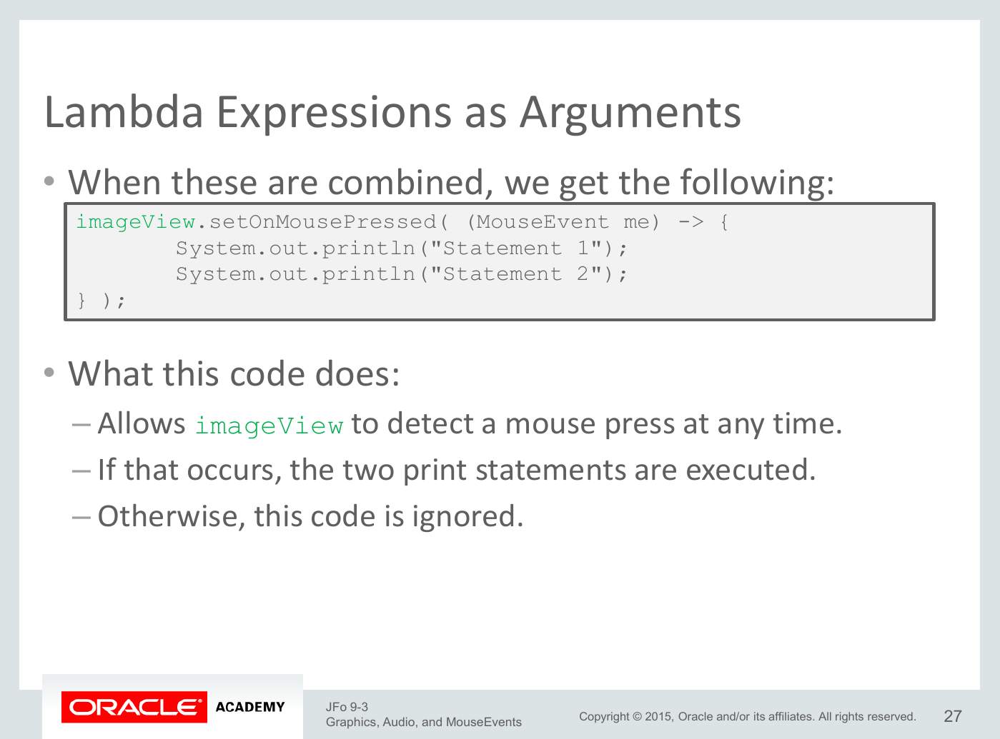 Lambda Expressions as Arguments
• When these are combined, we get the following:
imageView.setOnMousePressed( (MouseEvent me) -> {
System.out.println("Statement 1");
System.out.println("Statement 2");
} );
• What this code does:
– Allows imageView to detect a mouse press at any time.
– If that occurs, the two print statements are executed.
– Otherwise, this code is ignored.
ORACLE® ACADEMY
JFo 9-3
Graphics, Audio, and MouseEvents
Copyright © 2015, Oracle and/or its affiliates. All rights reserved.
27